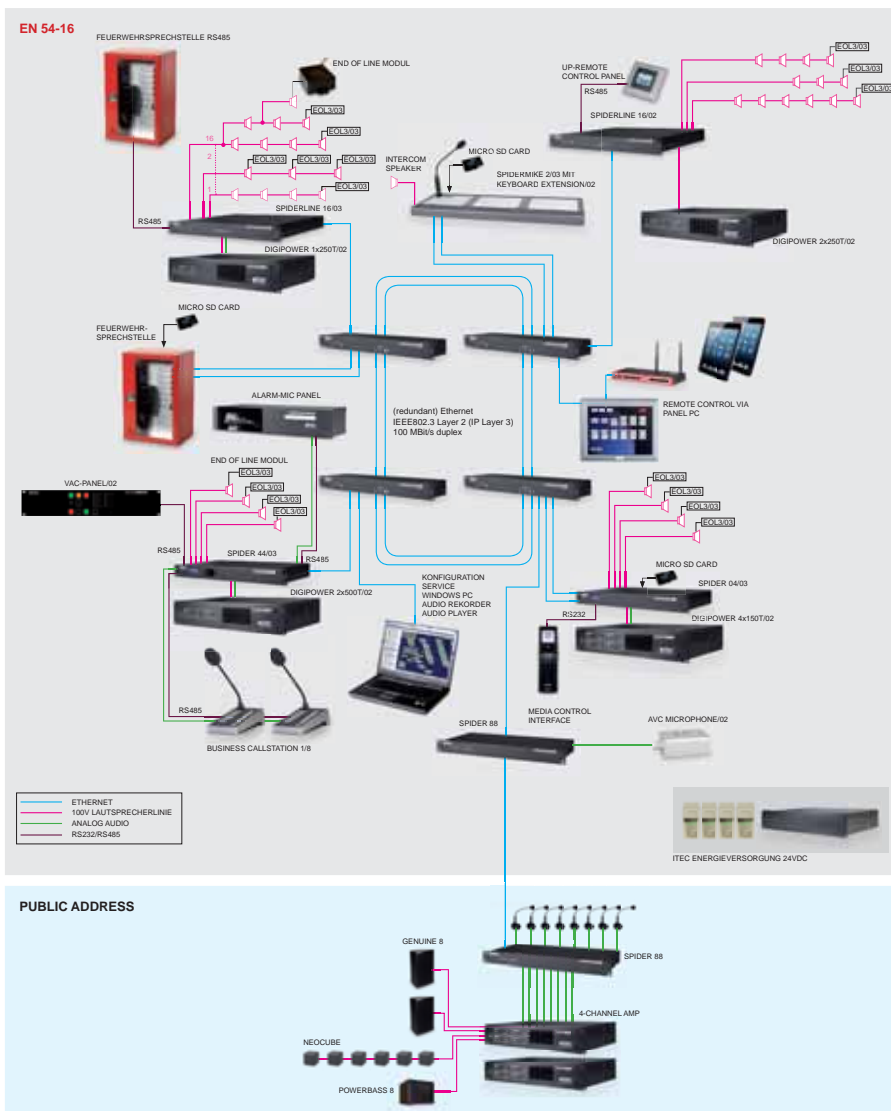 EN 54-16
FEUERWEHRSPRECHSTELLE RS485
END OF LINE MODUL
EOL3/03
EOL3/03
EOL3/03
EOL3/03
EOL3/03
EOL3/03
16
2
1
RS485
SPIDERLINE 16/03
DIGIPOWER 1x250T/02
INTERCOM
SPEAKER
MICRO SD CARD
SPIDERMIKE 2/03 MIT
KEYBOARD EXTENSION/02
UP-REMOTE
CONTROL PANEL
RS485
SPIDERLINE 16/02
EOL3/03
EOL3/03
EOL3/03
DIGIPOWER 2x250T/02
MICRO SD CARD
FEUERWEHR-
SPRECHSTELLE
ALARM-MIC PANEL
(redundant) Ethernet
IEEE802.3 Layer 2 (IP Layer 3)
100 MBit/s duplex
REMOTE CONTROL VIA
PANEL PC
VAC-PANEL/02
END OF LINE MODUL
EOL3/03
EOL3/03
EOL3/03
EOL3/03
RS485
SPIDER 44/03
RS485
DIGIPOWER 2x500T/02
RS485
BUSINESS CALLSTATION 1/8
KONFIGURATION
SERVICE
WINDOWS PC
AUDIO REKORDER
AUDIO PLAYER
EOL3/03
EOL3/03
EOL3/03
EOL3/03
MICRO SD CARD
SPIDER 04/03
RS232
DIGIPOWER 4x150T/02
MEDIA CONTROL
INTERFACE
SPIDER 88
AVC MICROPHONE/02
ETHERNET
100V LAUTSPRECHERLINIE
ANALOG AUDIO
RS232/RS485
ITEC ENERGIEVERSORGUNG 24VDC
PUBLIC ADDRESS
GENUINE 8
SPIDER 88
4-CHANNEL AMP
NEOCUBE
POWERBASS 8